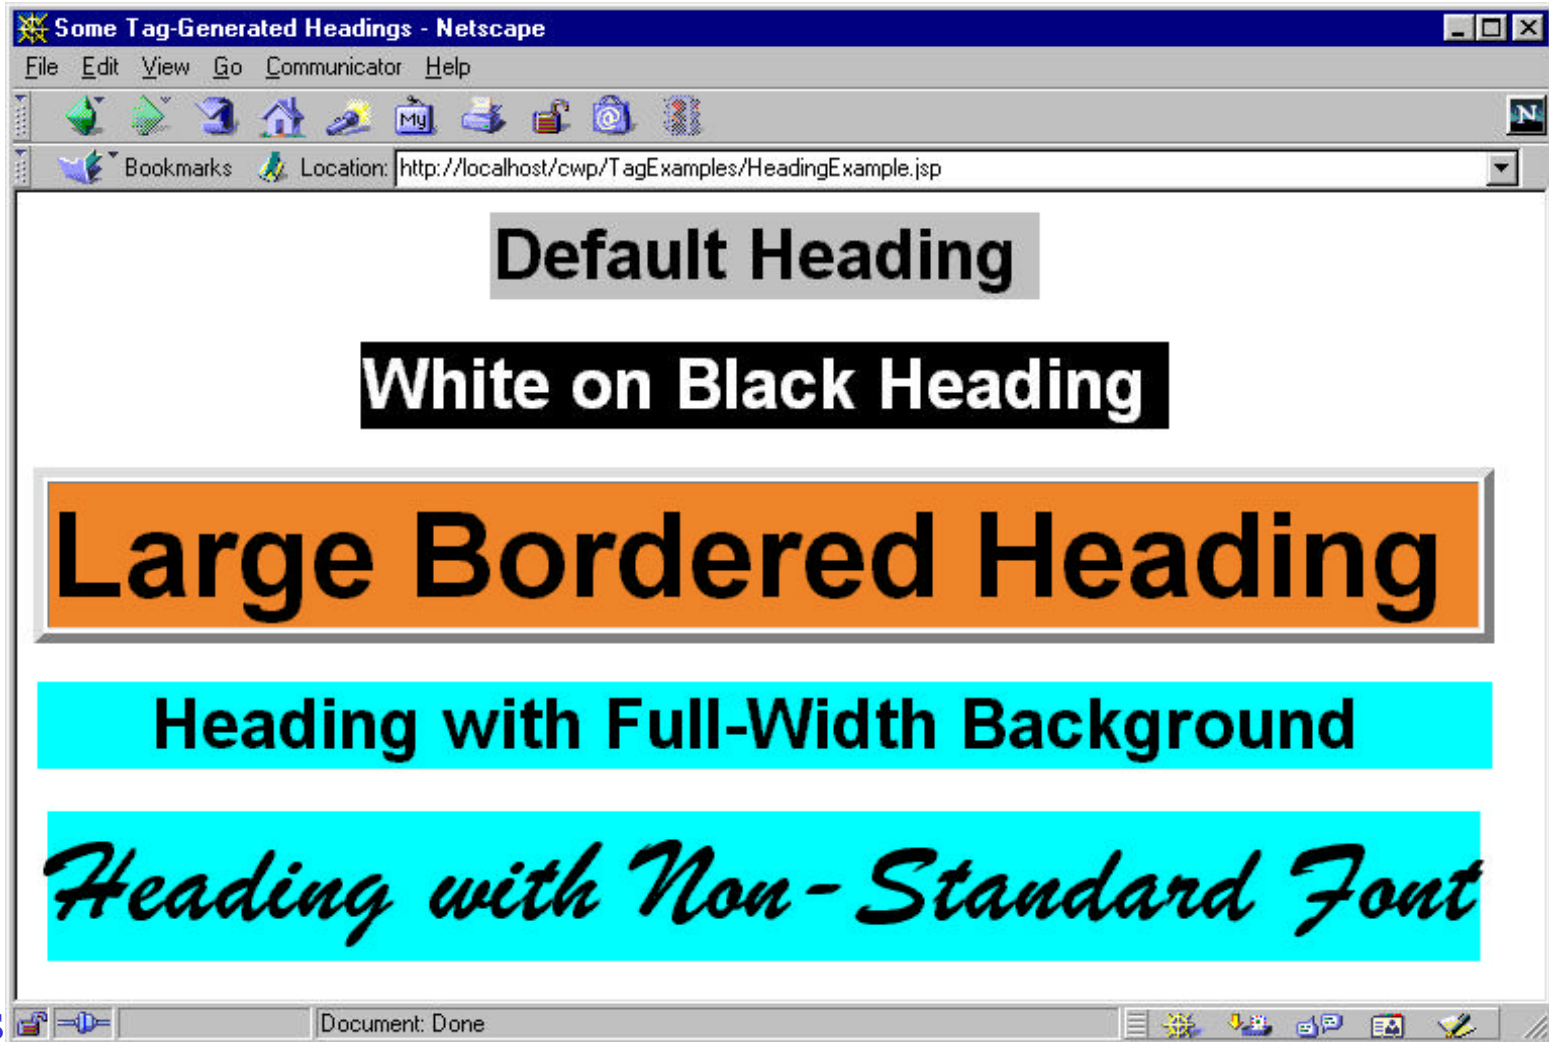 Some Tag-Generated Headings - Netscape
File Edit View Go Communicator Help
My
N
Bookmarks Location: http://localhost/cwp/TagExamples/HeadingExample.jsp
Default Heading
White on Black Heading
Large Bordered Heading
Heading with Full-Width Background
Heading with Non-Standard Font
Document: Done